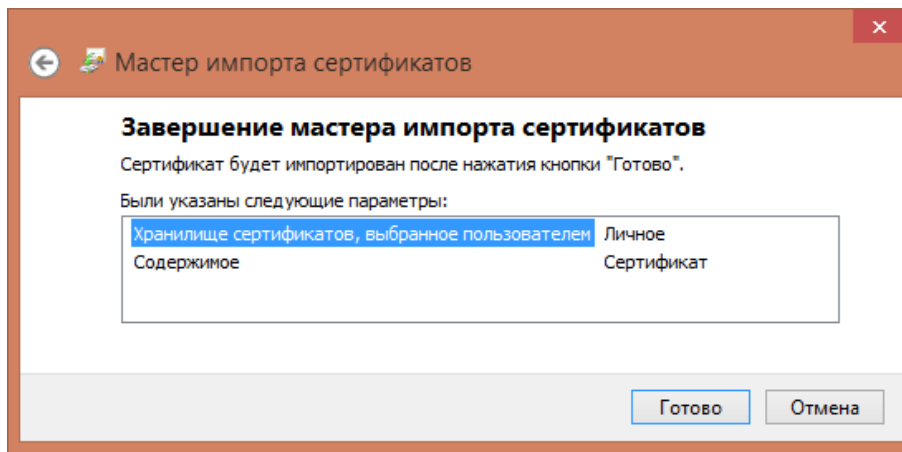 Мастер импорта сертификатов
Завершение мастера импорта сертификатов
Сертификат будет импортирован после нажатия кнопки "Готово".
Были указаны следующие параметры:
Хранилище сертификатов, выбранное пользователем Личное
Содержимое Сертификат
Готово Отмена